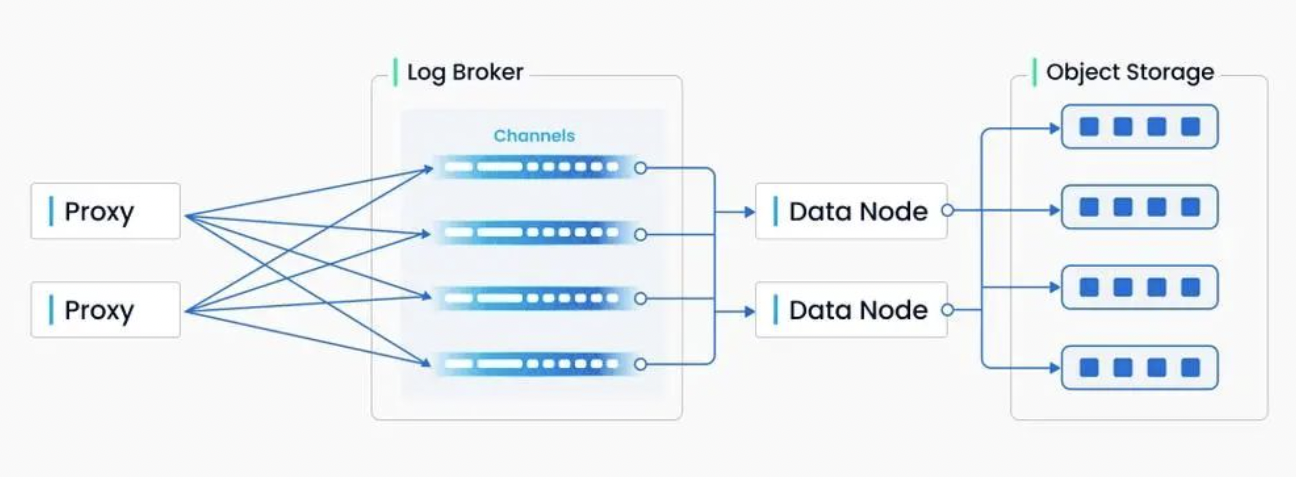 Log Broker
Object Storage
Channels
Proxy
Data Node
Proxy
Data Node